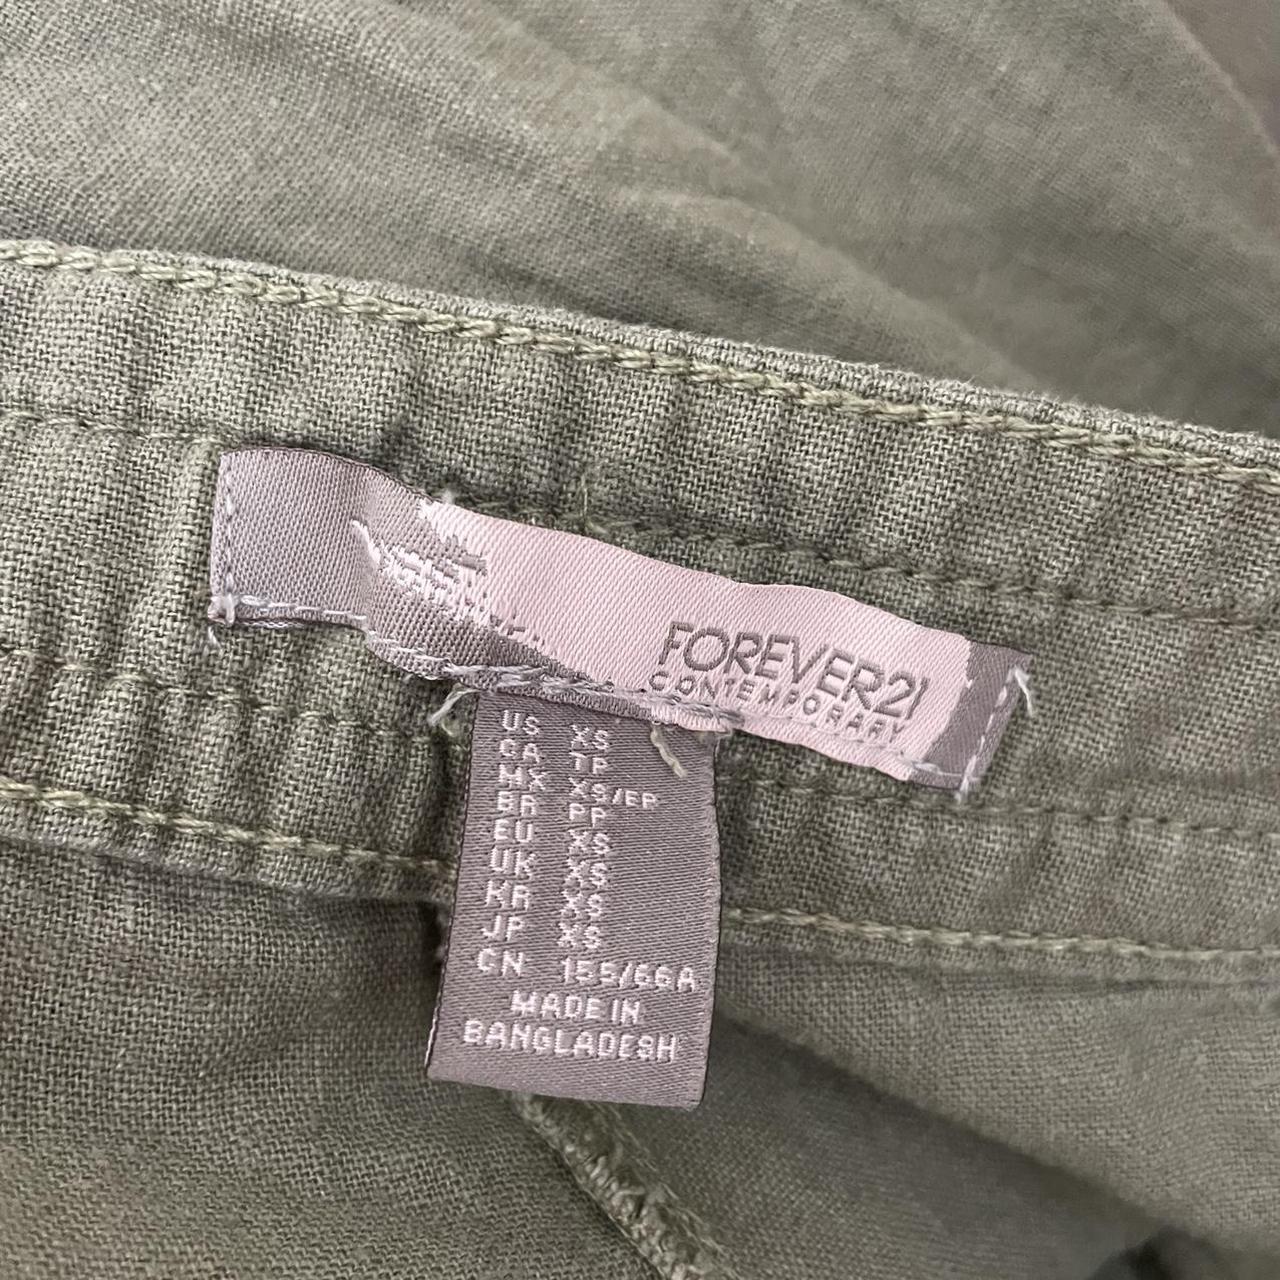 FOREVER21
CONTEMPORARY
US XS
CA TP
MX XS/EP
BR PP
EU XS
UK XS
KR XS
JP XS
CN 155/66A
MADE IN
BANGLADESH